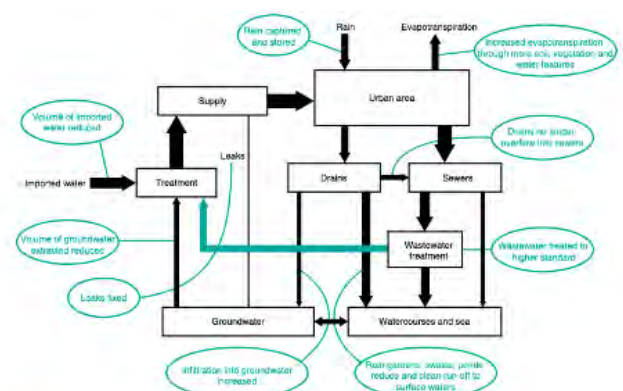 Rain captured
and stored
Rain
Evapotranspiration
Increased evapotranspiration
through more soil, vegetation and
water features
Supply
Urban area
Volume of imported
water reduced
Leaks
Drains no longer
overflow into sewers
Imported water
Treatment
Drains
Sewers
Volume of groundwater
extracted reduced
Wastewater
treatment
Wastewater treated to
higher standard
Leaks fixed
Groundwater
Watercourses and sea
Infiltration into groundwater
increased
Rain gardens, swales, ponds
reduce and clean run-off to
surface waters